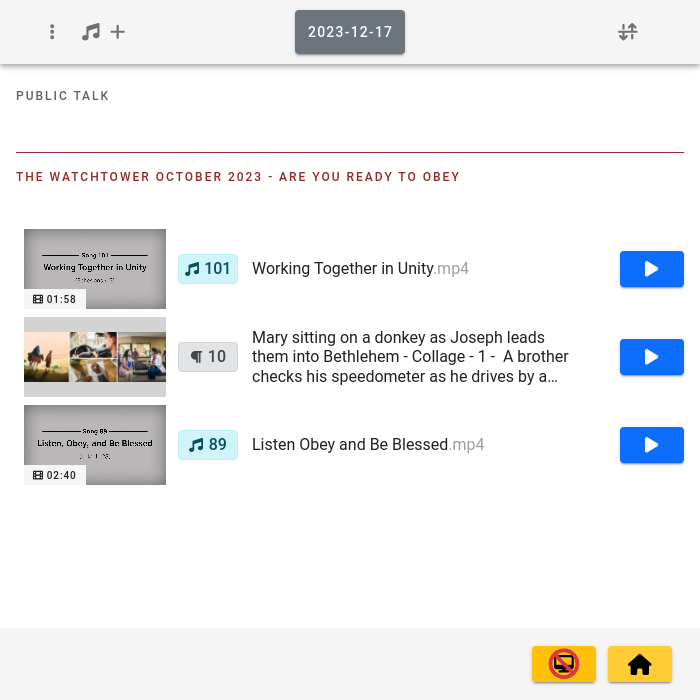 2023-12-17
PUBLIC TALK
THE WATCHTOWER OCTOBER 2023 - ARE YOU READY TO OBEY
Song 101
Working Together in Unity
01:58
101
Working Together in Unity.mp4
¶ 10
Mary sitting on a donkey as Joseph leads
them into Bethlehem - Collage - 1 - A brother
checks his speedometer as he drives by a…
Song 89
Listen, Obey, and Be Blessed
02:40
89
Listen Obey and Be Blessed.mp4